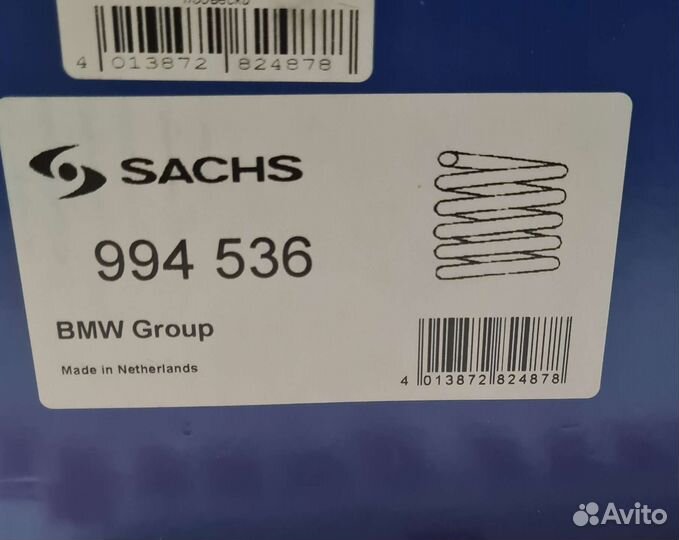 4 013872 824878
SACHS
994 536
BMW Group
Made in Netherlands
4 013872 824878
Avito